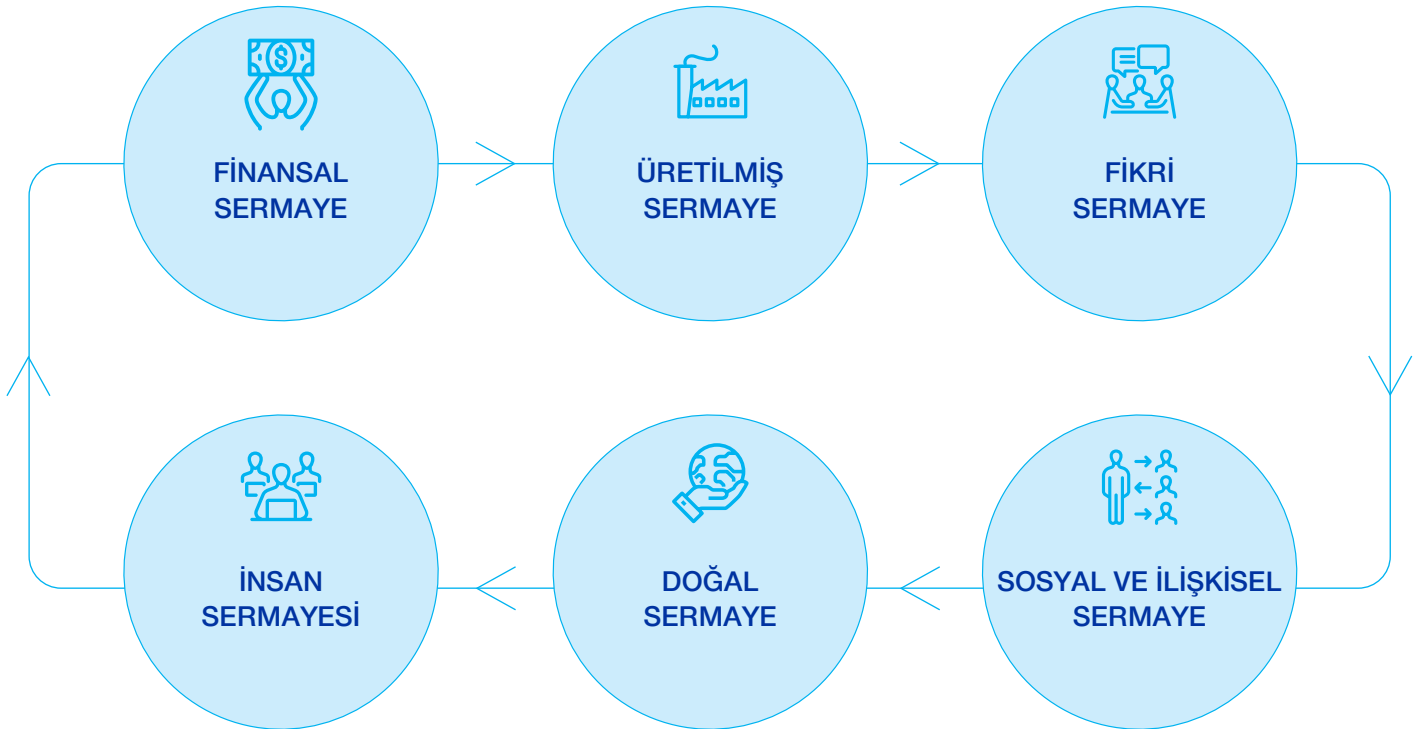 FİNANSAL
SERMAYE
ÜRETİLMİŞ
SERMAYE
FİKRİ
SERMAYE
İNSAN
SERMAYESİ
DOĞAL
SERMAYE
SOSYAL VE İLİŞKİSEL
SERMAYE